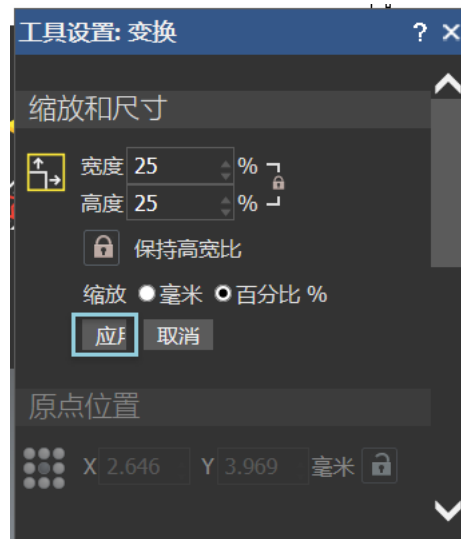 工具设置: 变换 ? ×
缩放和尺寸
宽度 25 %
高度 25 %
保持高宽比
缩放 毫米 百分比 %
应 取消
原点位置
X 2.646 Y 3.969 毫米